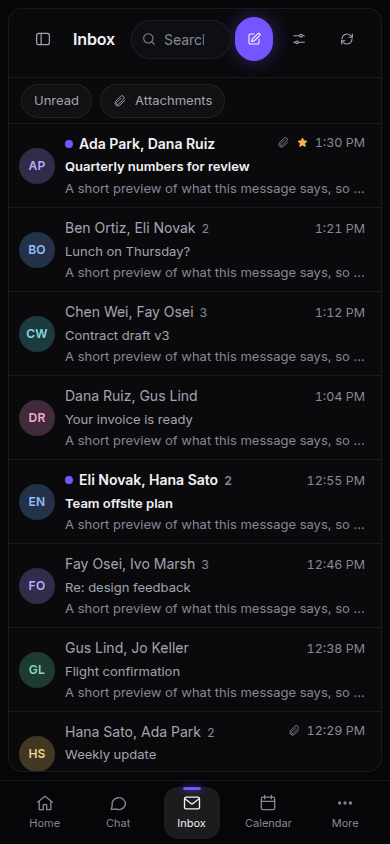 Inbox
Search
Unread
Attachments
AP
Ada Park, Dana Ruiz
1:30 PM
Quarterly numbers for review
A short preview of what this message says, so ...
BO
Ben Ortiz, Eli Novak 2
1:21 PM
Lunch on Thursday?
A short preview of what this message says, so ...
CW
Chen Wei, Fay Osei 3
1:12 PM
Contract draft v3
A short preview of what this message says, so ...
DR
Dana Ruiz, Gus Lind
1:04 PM
Your invoice is ready
A short preview of what this message says, so ...
EN
Eli Novak, Hana Sato 2
12:55 PM
Team offsite plan
A short preview of what this message says, so ...
FO
Fay Osei, Ivo Marsh 3
12:46 PM
Re: design feedback
A short preview of what this message says, so ...
GL
Gus Lind, Jo Keller
12:38 PM
Flight confirmation
A short preview of what this message says, so ...
HS
Hana Sato, Ada Park 2
12:29 PM
Weekly update
Home
Chat
Inbox
Calendar
More